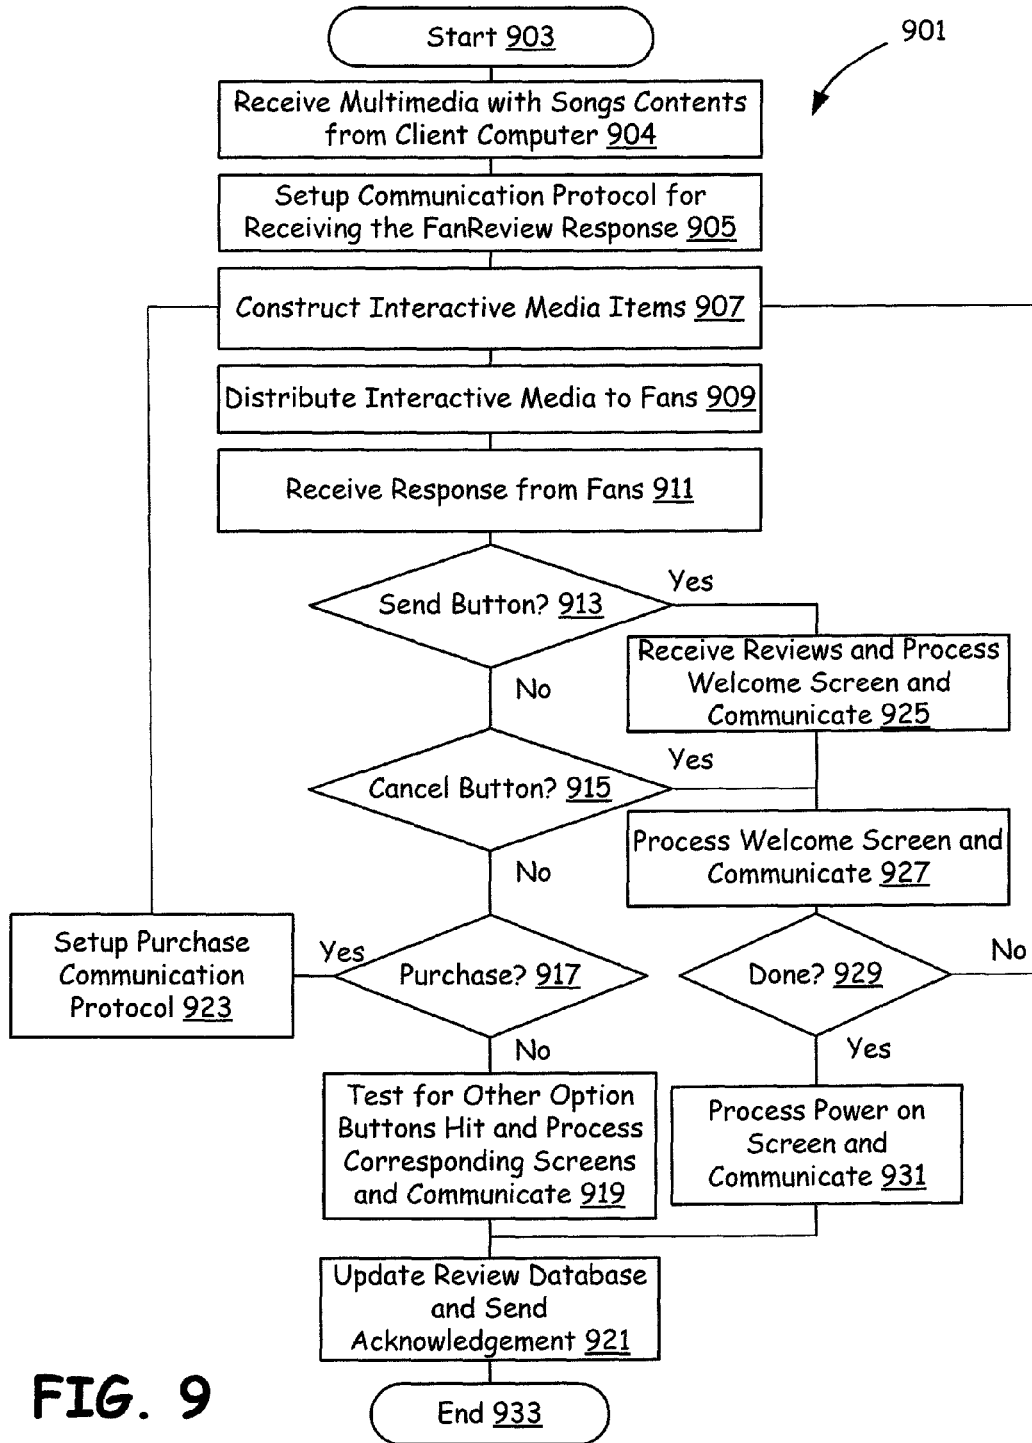 Start 903
901
Receive Multimedia with Songs Contents
from Client Computer 904
Setup Communication Protocol for
Receiving the FanReview Response 905
Construct Interactive Media Items 907
Distribute Interactive Media to Fans 909
Receive Response from Fans 911
Send Button? 913
Yes
Receive Reviews and Process
Welcome Screen and
Communicate 925
No
Cancel Button? 915
Yes
Process Welcome Screen and
Communicate 927
No
Setup Purchase
Communication
Protocol 923
Yes
Purchase? 917
Done? 929
No
No
Yes
Test for Other Option
Buttons Hit and Process
Corresponding Screens
and Communicate 919
Process Power on
Screen and
Communicate 931
Update Review Database
and Send
Acknowledgement 921
End 933
FIG. 9